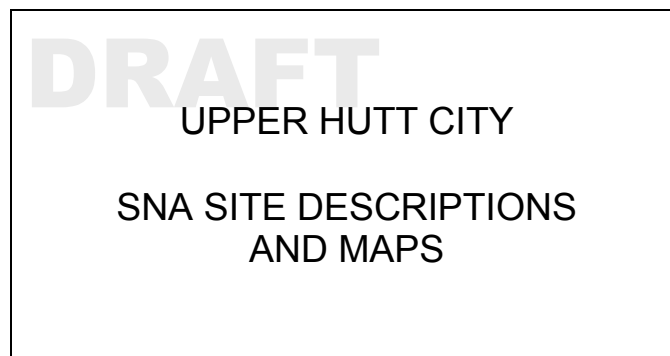 DRAFT
UPPER HUTT CITY
SNA SITE DESCRIPTIONS
AND MAPS